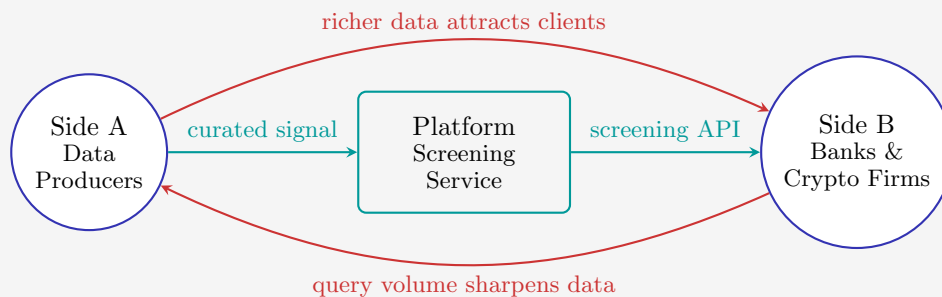 richer data attracts clients
Side A
Data
Producers
curated signal
Platform
Screening
Service
screening API
Side B
Banks &
Crypto Firms
query volume sharpens data